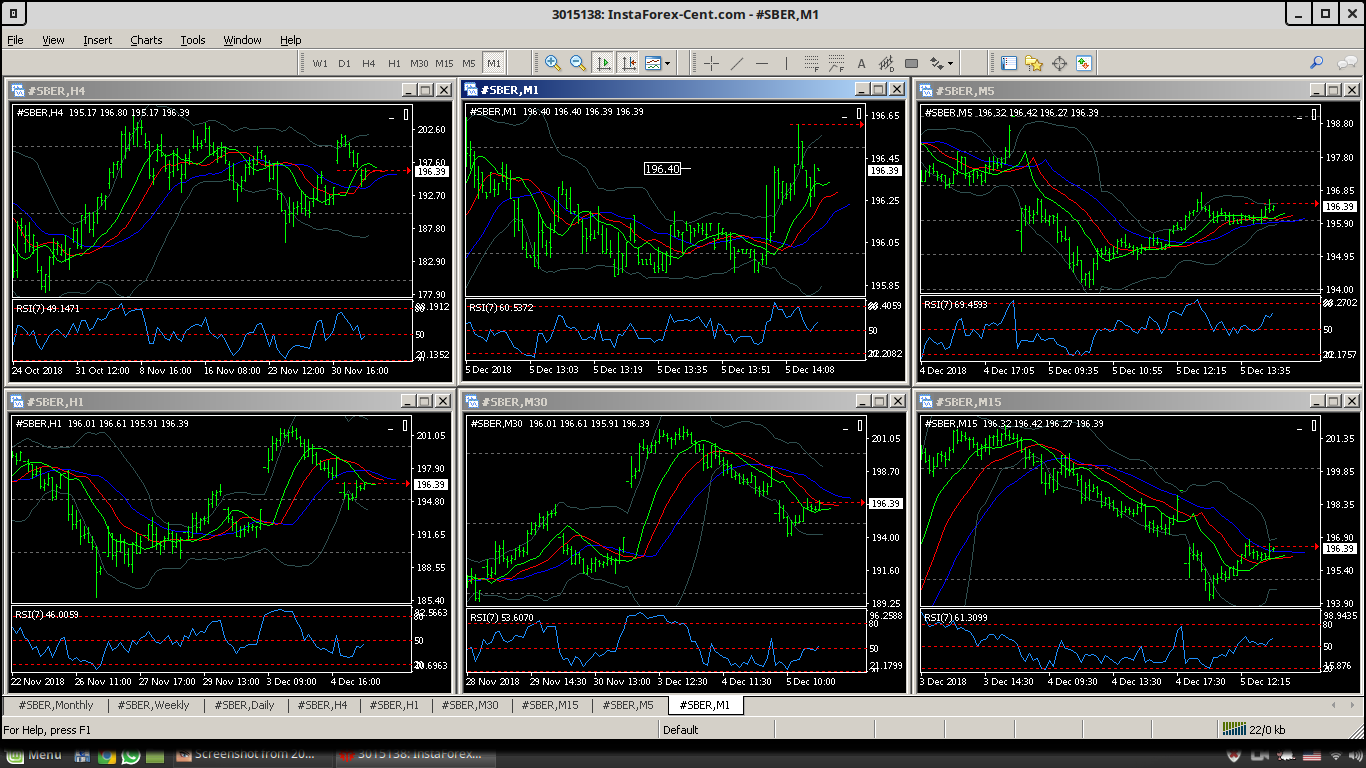 3015138: InstaForex-Cent.com - #SBER,M1
File View Insert Charts Tools Window Help
W1 D1 H4 H1 M30 M15 M5 M1
#SBER,H4
#SBER,H4 195.17 196.80 195.17 196.39
202.60
197.60
196.39
192.70
187.80
182.90
177.90
RSI(7) 49.1471
50
24 Oct 2018 31 Oct 12:00 8 Nov 16:00 16 Nov 08:00 23 Nov 12:00 30 Nov 16:00
#SBER,M1
#SBER,M1 196.40 196.40 196.39 196.39
196.40
196.65
196.45
196.39
196.25
196.05
195.85
RSI(7) 60.5372
50
5 Dec 2018 5 Dec 13:03 5 Dec 13:19 5 Dec 13:35 5 Dec 13:51 5 Dec 14:08
#SBER,M5
#SBER,M5 196.32 196.42 196.27 196.39
198.80
197.80
196.85
196.39
195.90
194.95
194.00
RSI(7) 69.4593
50
4 Dec 2018 4 Dec 17:05 5 Dec 09:35 5 Dec 10:55 5 Dec 12:15 5 Dec 13:35
#SBER,H1
#SBER,H1 196.01 196.61 195.91 196.39
201.05
197.90
196.39
194.80
191.65
188.55
185.40
RSI(7) 46.0059
80
50
22 Nov 2018 26 Nov 11:00 27 Nov 17:00 29 Nov 13:00 3 Dec 09:00 4 Dec 16:00
#SBER,M30
#SBER,M30 196.01 196.61 195.91 196.39
201.05
198.70
196.39
194.00
191.60
189.25
RSI(7) 53.6070
96.2588
80
50
28 Nov 2018 29 Nov 14:30 30 Nov 13:00 3 Dec 12:30 4 Dec 11:30 5 Dec 10:00
#SBER,M15
#SBER,M15 196.32 196.42 196.27 196.39
201.35
199.85
198.35
196.90
196.39
195.40
193.90
RSI(7) 61.3099
98.9435
80
50
3 Dec 2018 3 Dec 14:30 4 Dec 09:30 4 Dec 13:30 4 Dec 17:30 5 Dec 12:15
#SBER,Monthly #SBER,Weekly #SBER,Daily #SBER,H4 #SBER,H1 #SBER,M30 #SBER,M15 #SBER,M5 #SBER,M1
For Help, press F1 Default 22/0 kb
Menu Screenshot from 20... 3015138: InstaForex-C...